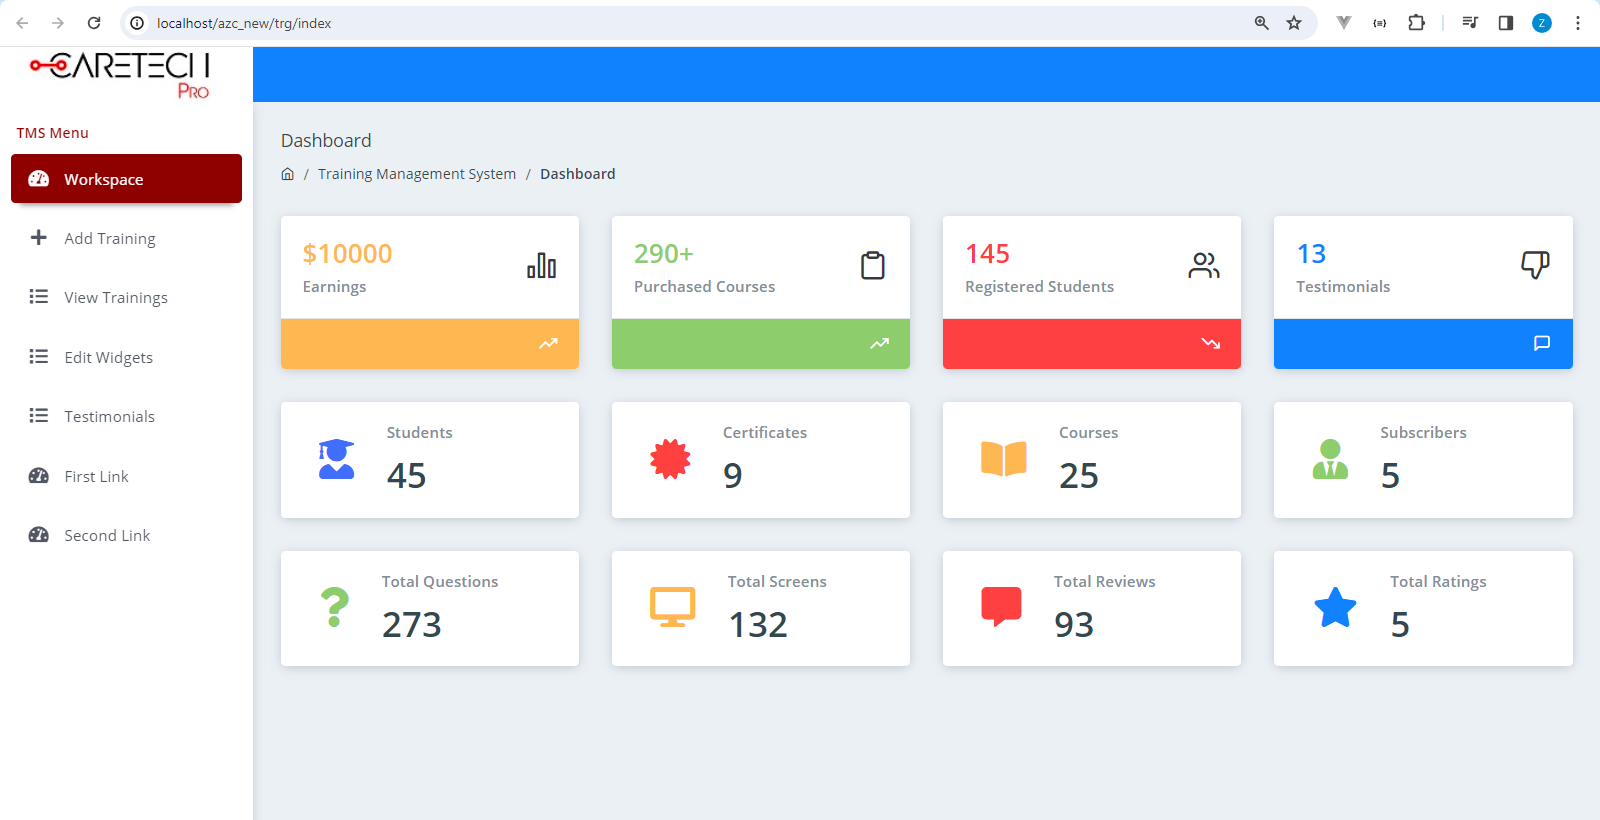 localhost/azc_new/trg/index
Z
CARETECH
PRO
TMS Menu
Workspace
Add Training
View Trainings
Edit Widgets
Testimonials
First Link
Second Link
Dashboard
/ Training Management System / Dashboard
$10000
Earnings
290+
Purchased Courses
145
Registered Students
13
Testimonials
Students
45
Certificates
9
Courses
25
Subscribers
5
Total Questions
273
Total Screens
132
Total Reviews
93
Total Ratings
5